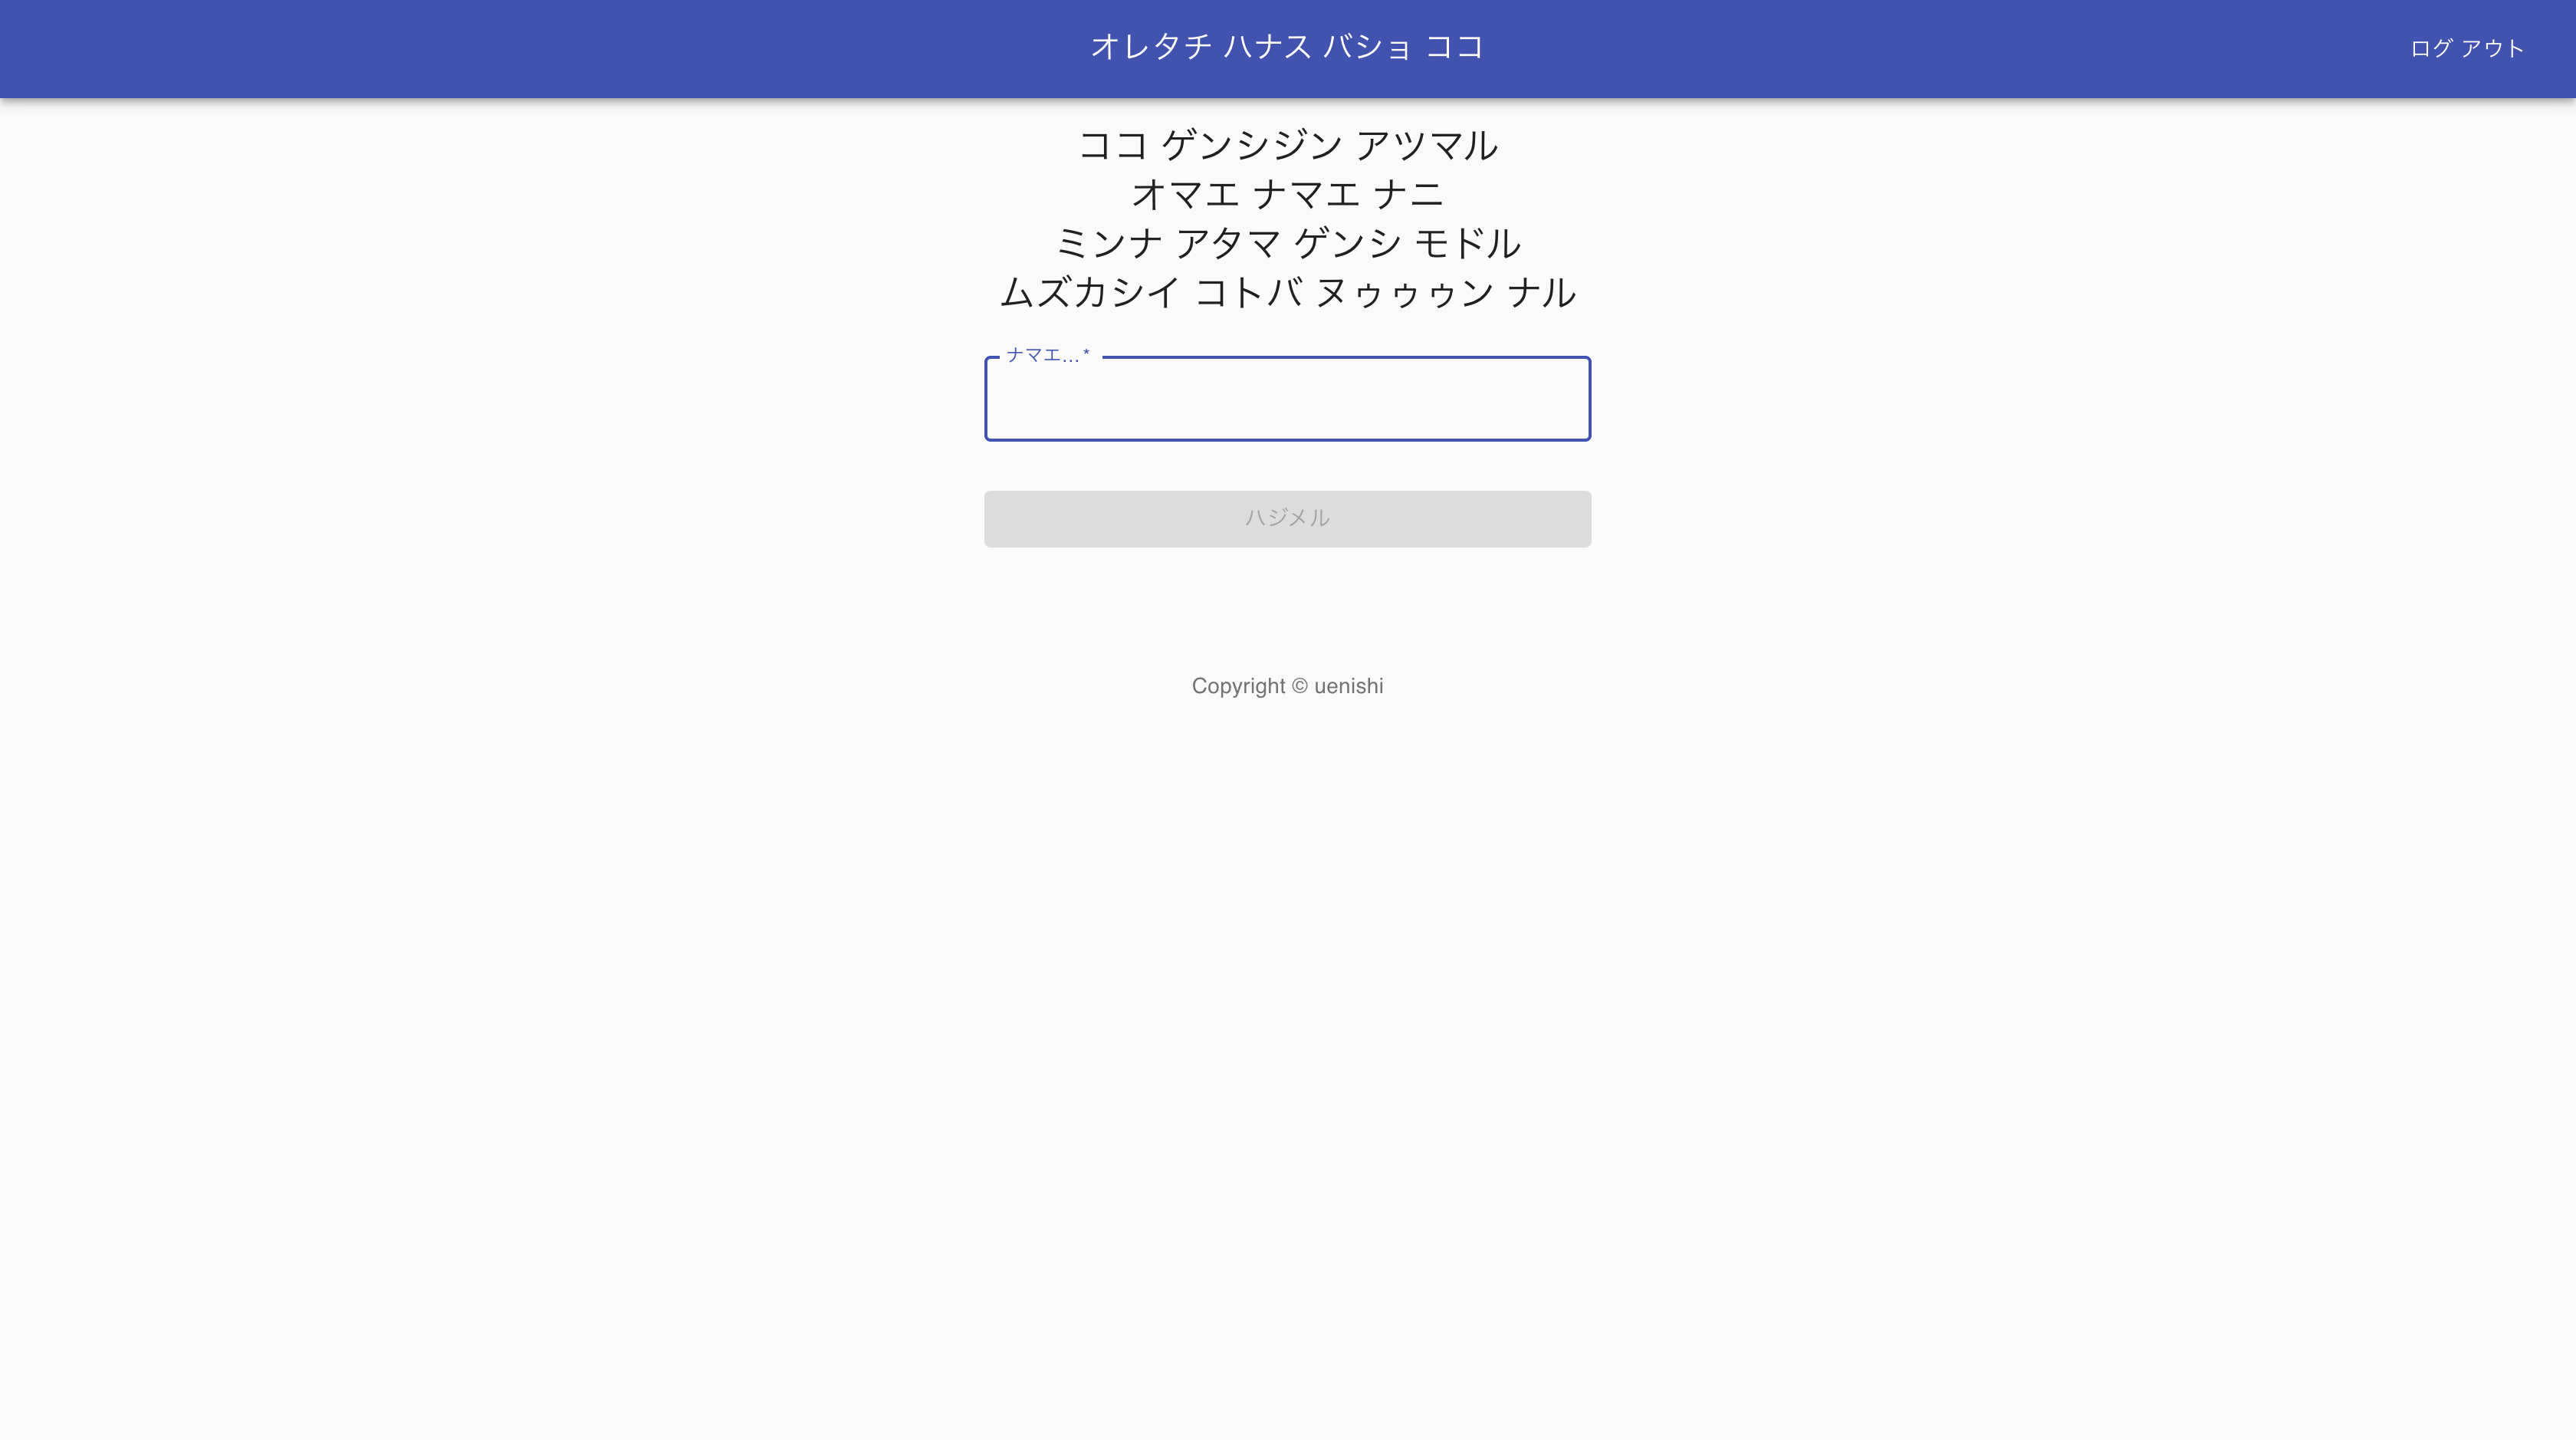 オレタチ ハナス バショ ココ
ログ アウト
ココ ゲンシジン アツマル
オマエ ナマエ ナニ
ミンナ アタマ ゲンシ モドル
ムズカシイ コトバ ヌゥゥゥン ナル
ナマエ... *
ハジメル
Copyright © uenishi